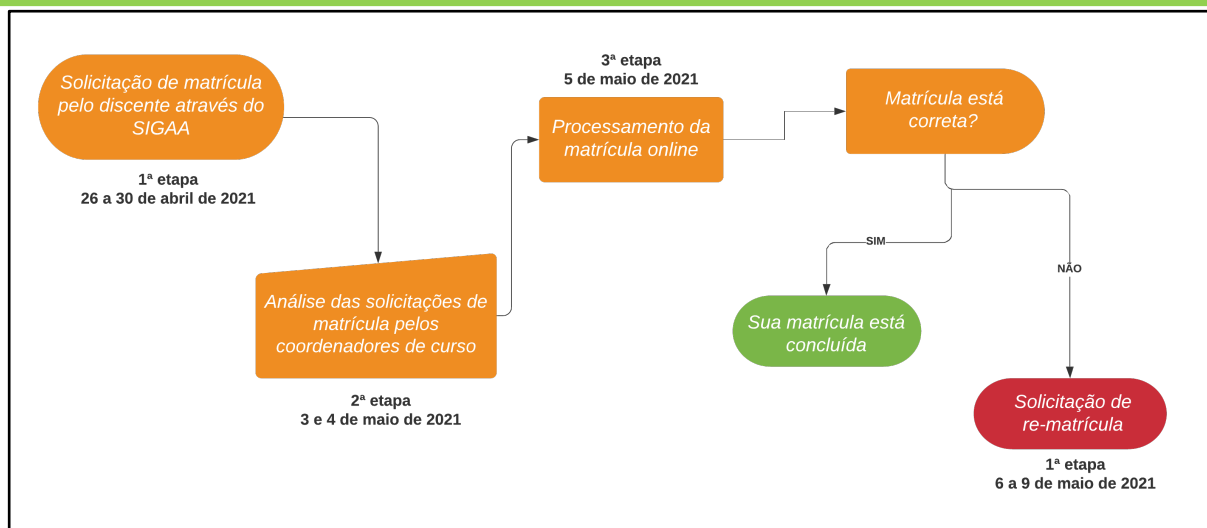 Solicitação de matrícula
pelo discente através do
SIGAA
1ª etapa
26 a 30 de abril de 2021
Análise das solicitações de
matrícula pelos
coordenadores de curso
2ª etapa
3 e 4 de maio de 2021
3ª etapa
5 de maio de 2021
Processamento da
matrícula online
Matrícula está
correta?
SIM
Sua matrícula está
concluída
NÃO
Solicitação de
re-matrícula
1ª etapa
6 a 9 de maio de 2021